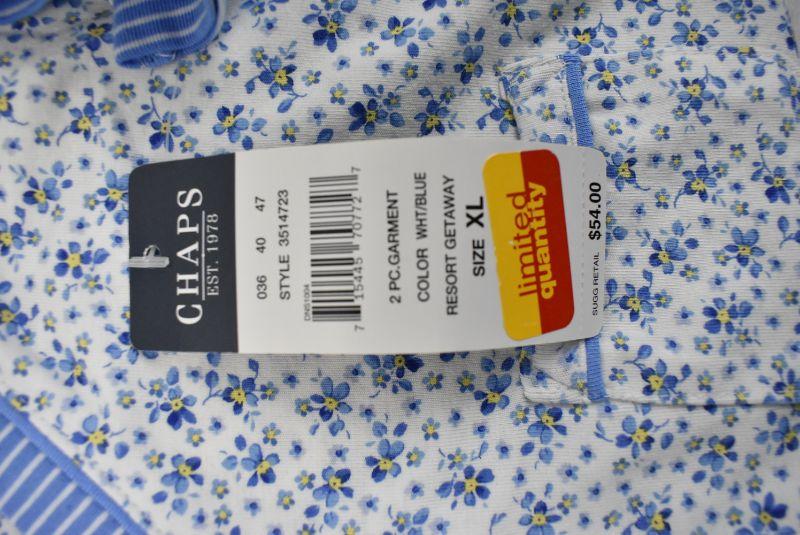 CHAPS
EST. 1978
036 40 47
STYLE 3514723
DNS1004
7 15445 70772 7
2 PC.GARMENT
COLOR WHT/BLUE
RESORT GETAWAY
SIZE XL
limited
quantity
SUGG RETAIL $54.00